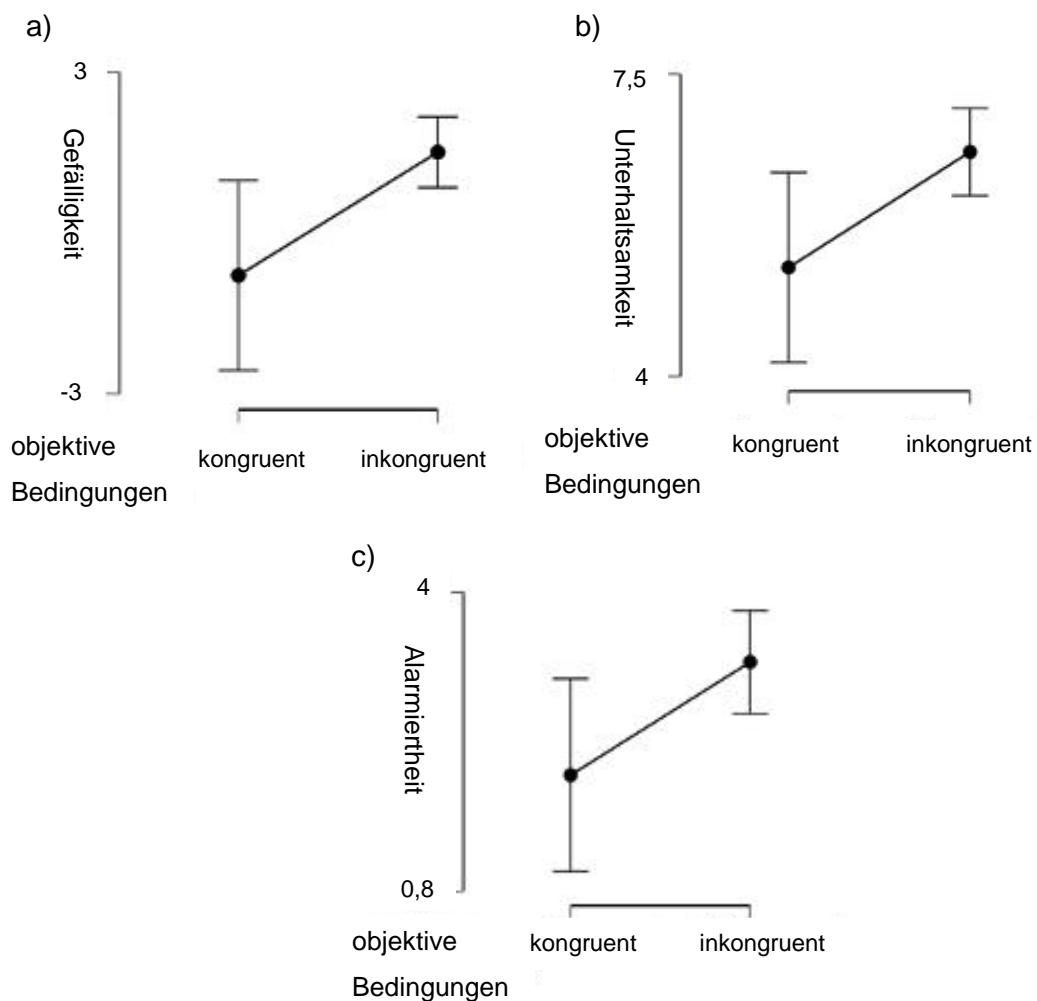 a)
3
Gefälligkeit
-3
objektive
Bedingungen
kongruent inkongruent
b)
7,5
Unterhaltsamkeit
4
objektive
Bedingungen
kongruent inkongruent
c)
4
Alarmiertheit
0,8
objektive
Bedingungen
kongruent inkongruent